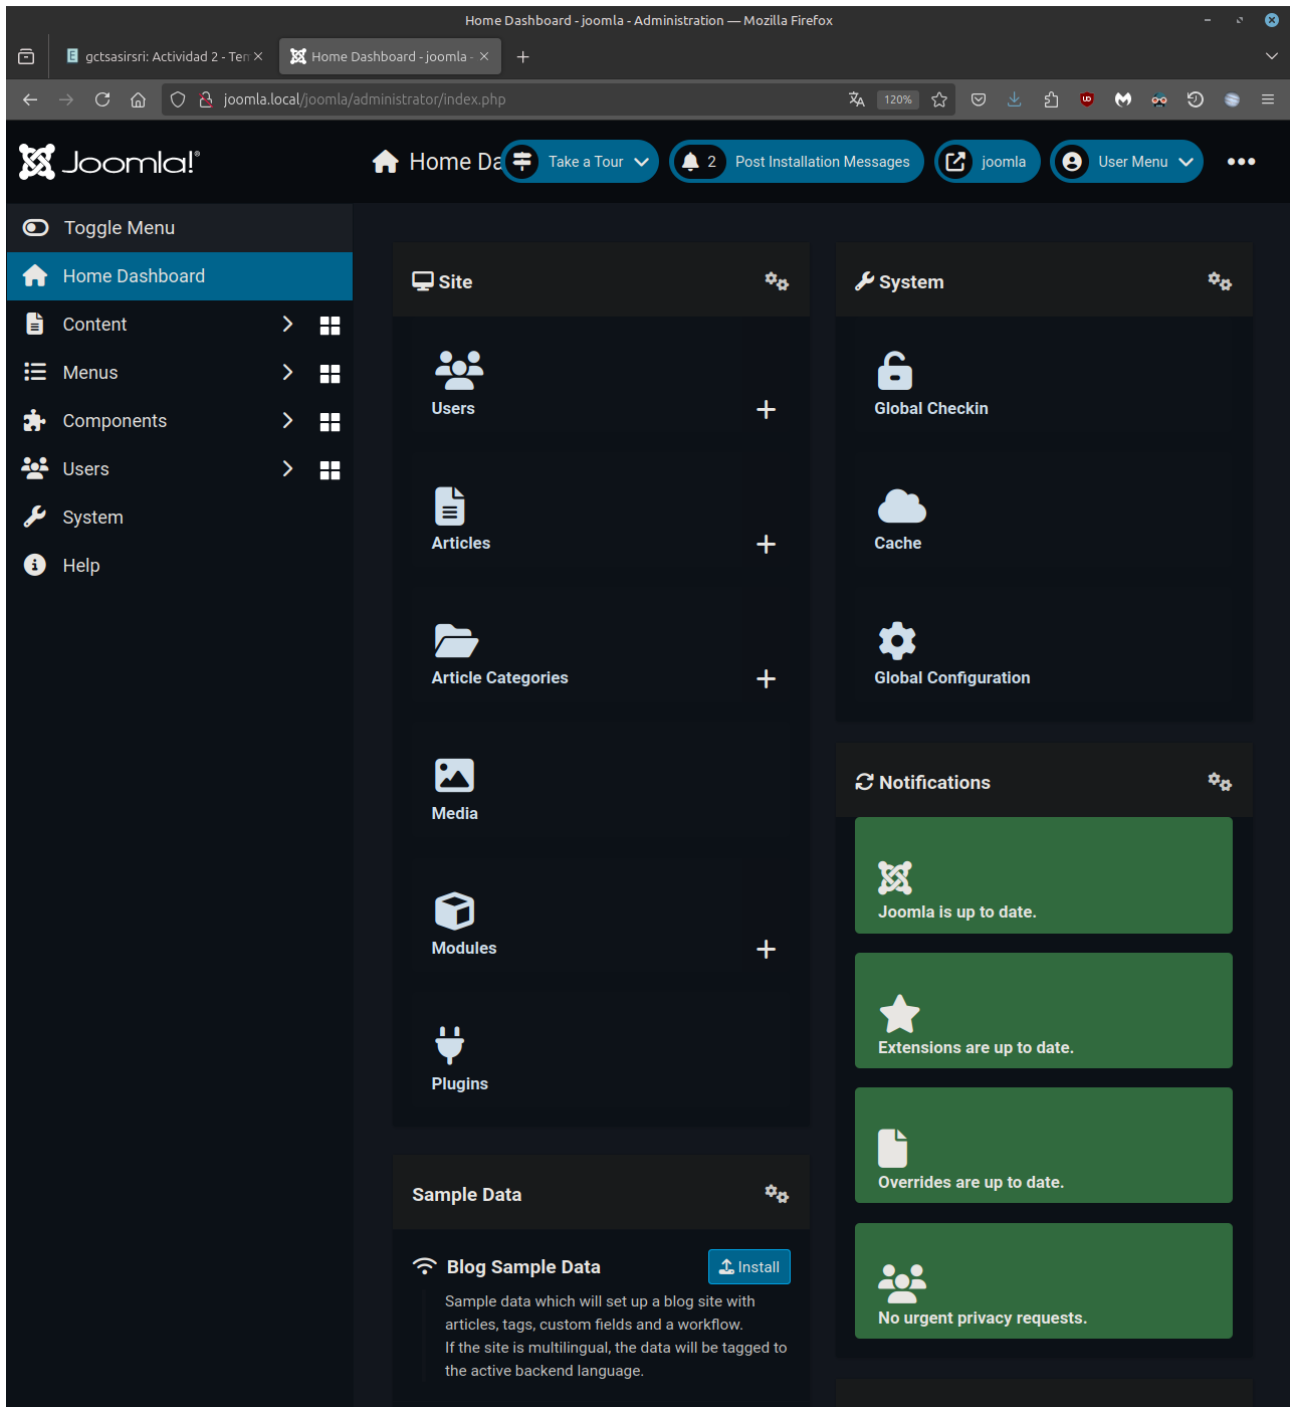 Home Dashboard - joomla - Administration — Mozilla Firefox
gctsasirsri: Actividad 2 - Tem
Home Dashboard - joomla -
joomla.local/joomla/administrator/index.php
120%
Joomla!
Home Da
Take a Tour
2
Post Installation Messages
joomla
User Menu
Toggle Menu
Home Dashboard
Content
Menus
Components
Users
System
Help
Site
Users
Articles
Article Categories
Media
Modules
Plugins
Sample Data
Blog Sample Data
Install
Sample data which will set up a blog site with
articles, tags, custom fields and a workflow.
If the site is multilingual, the data will be tagged to
the active backend language.
System
Global Checkin
Cache
Global Configuration
Notifications
Joomla is up to date.
Extensions are up to date.
Overrides are up to date.
No urgent privacy requests.